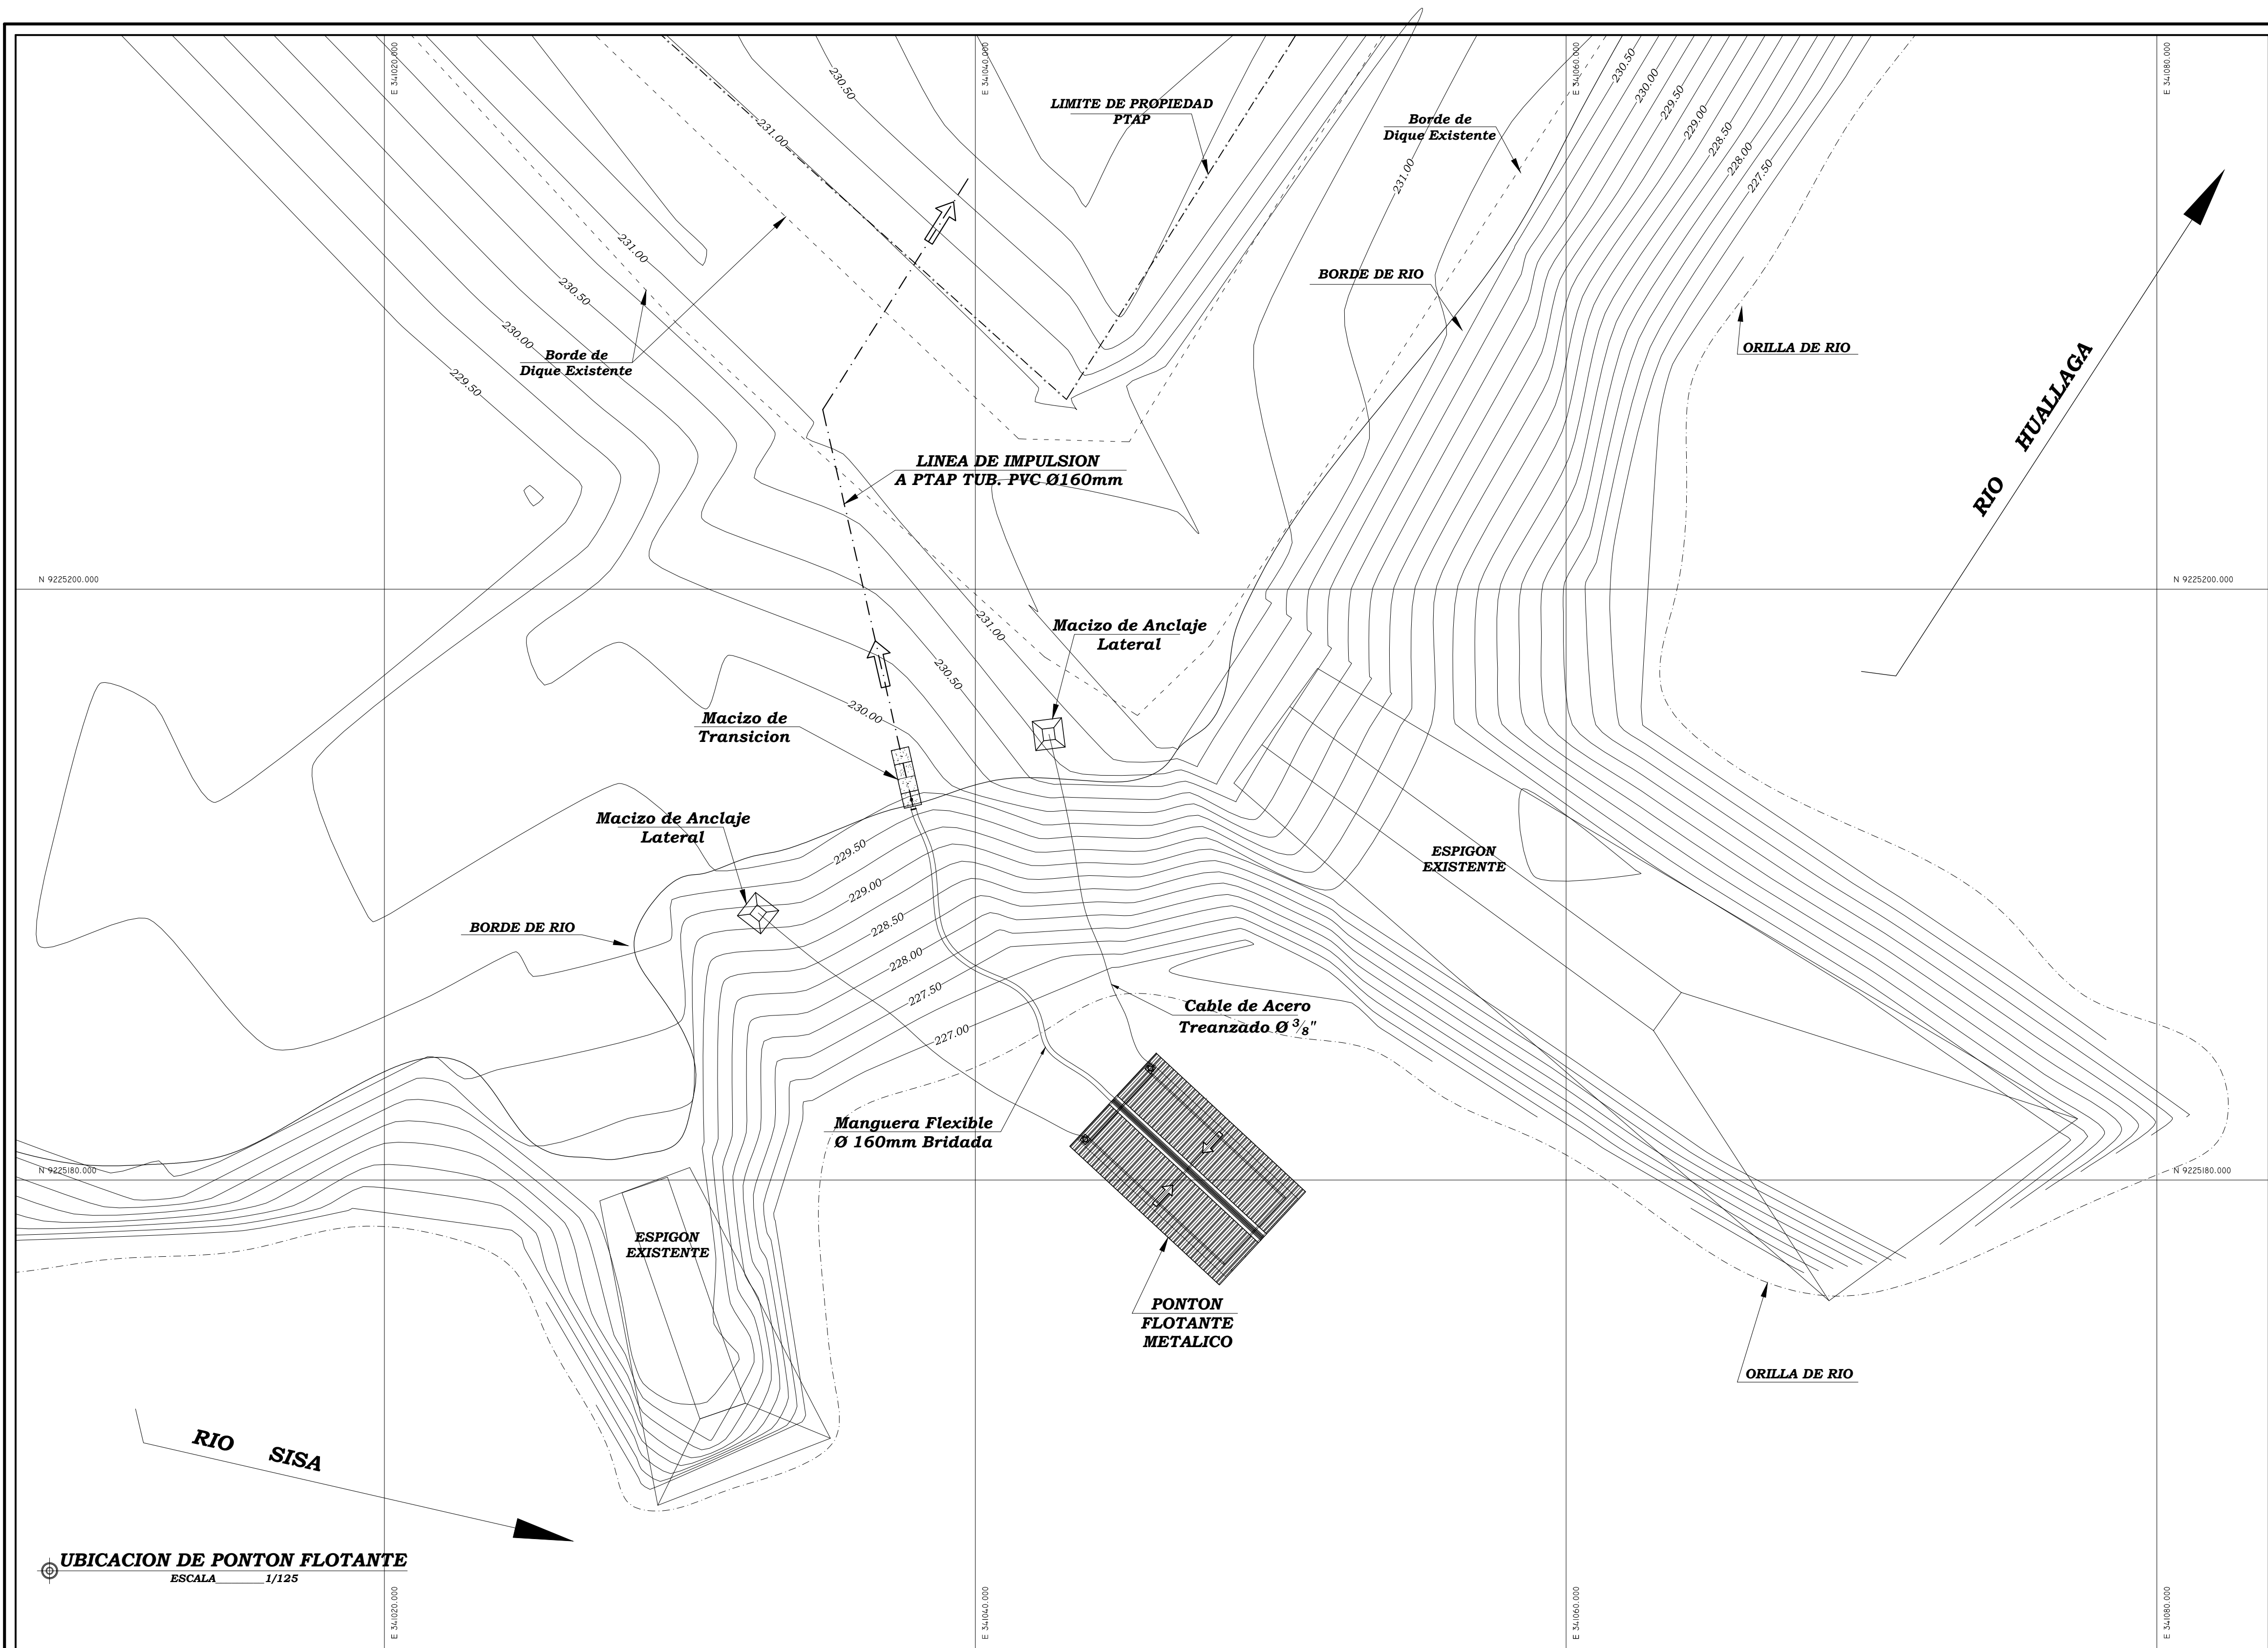 E 341020.000
E 341040.000
E 341060.000
E 341080.000
230.50
231.00
LIMITE DE PROPIEDAD
PTAP
Borde de
Dique Existente
231.00
230.50
230.00
229.50
229.00
228.50
228.00
227.50
231.00
230.50
230.00
229.50
Borde de
Dique Existente
BORDE DE RIO
ORILLA DE RIO
RIO HUALLAGA
LINEA DE IMPULSION
A PTAP TUB. PVC Ø160mm
N 9225200.000
N 9225200.000
231.00
230.50
230.00
Macizo de Anclaje
Lateral
Macizo de
Transicion
Macizo de Anclaje
Lateral
BORDE DE RIO
229.50
229.00
228.50
228.00
227.50
227.00
ESPIGON
EXISTENTE
Cable de Acero
Treanzado Ø 3/8"
Manguera Flexible
Ø 160mm Bridada
N 9225180.000
N 9225180.000
ESPIGON
EXISTENTE
PONTON
FLOTANTE
METALICO
ORILLA DE RIO
RIO SISA
UBICACION DE PONTON FLOTANTE
ESCALA________1/125
E 341020.000
E 341040.000
E 341060.000
E 341080.000